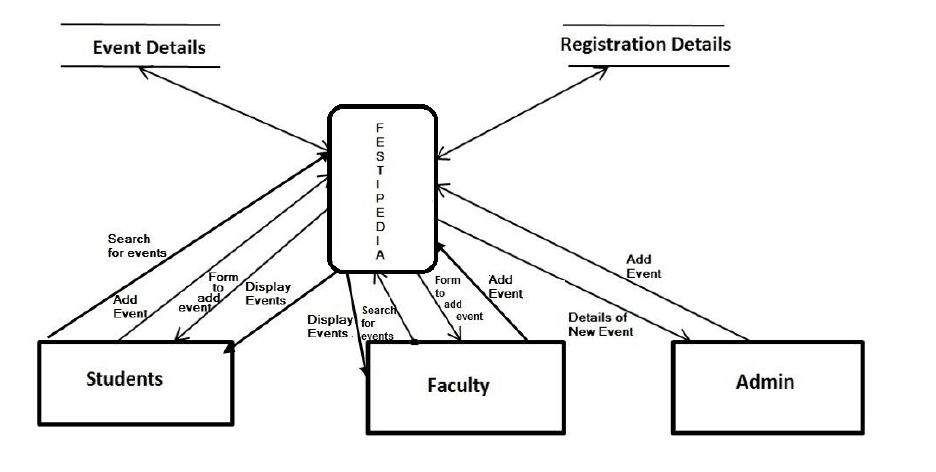 Event Details
Registration Details
FESTIPEDIA
Search
for events
Add
Event
Form
to
add
event
Display
Events
Display
Events
Search
for
events
Form
to
add
event
Add
Event
Details of
New Event
Add
Event
Students
Faculty
Admin